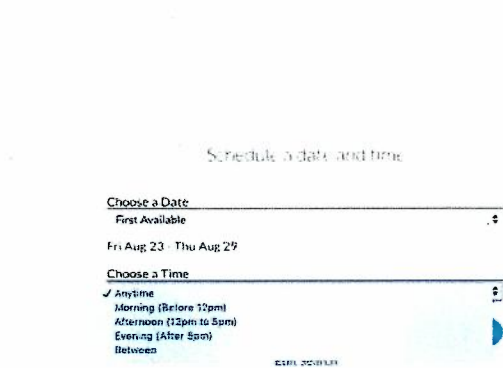 Schedule a date and time
Choose a Date
First Available
Fri Aug 23 - Thu Aug 29
Choose a Time
✓ Anytime
Morning (Before 12pm)
Afternoon (12pm to 5pm)
Evening (After 5pm)
Between